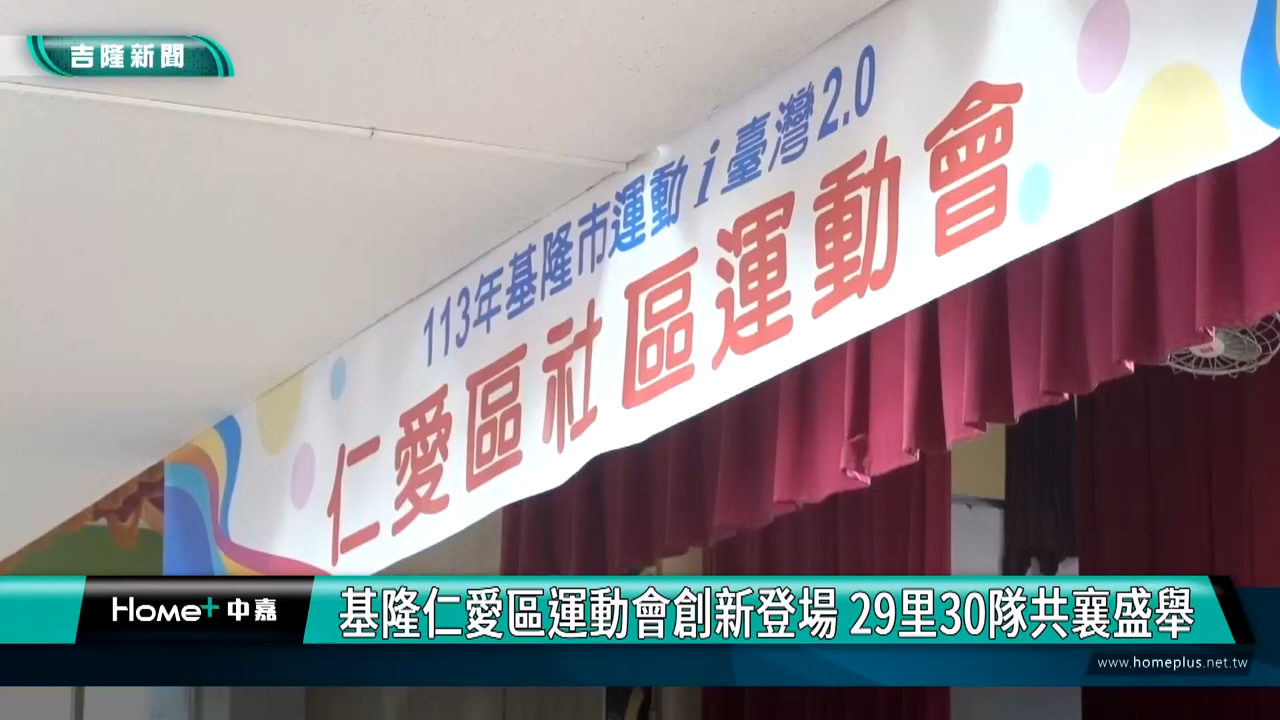 吉隆新聞
113年基隆市運動i臺灣2.0
仁愛區社區運動會
Home+中嘉
基隆仁愛區運動會創新登場 29里30隊共襄盛舉
www.homeplus.net.tw